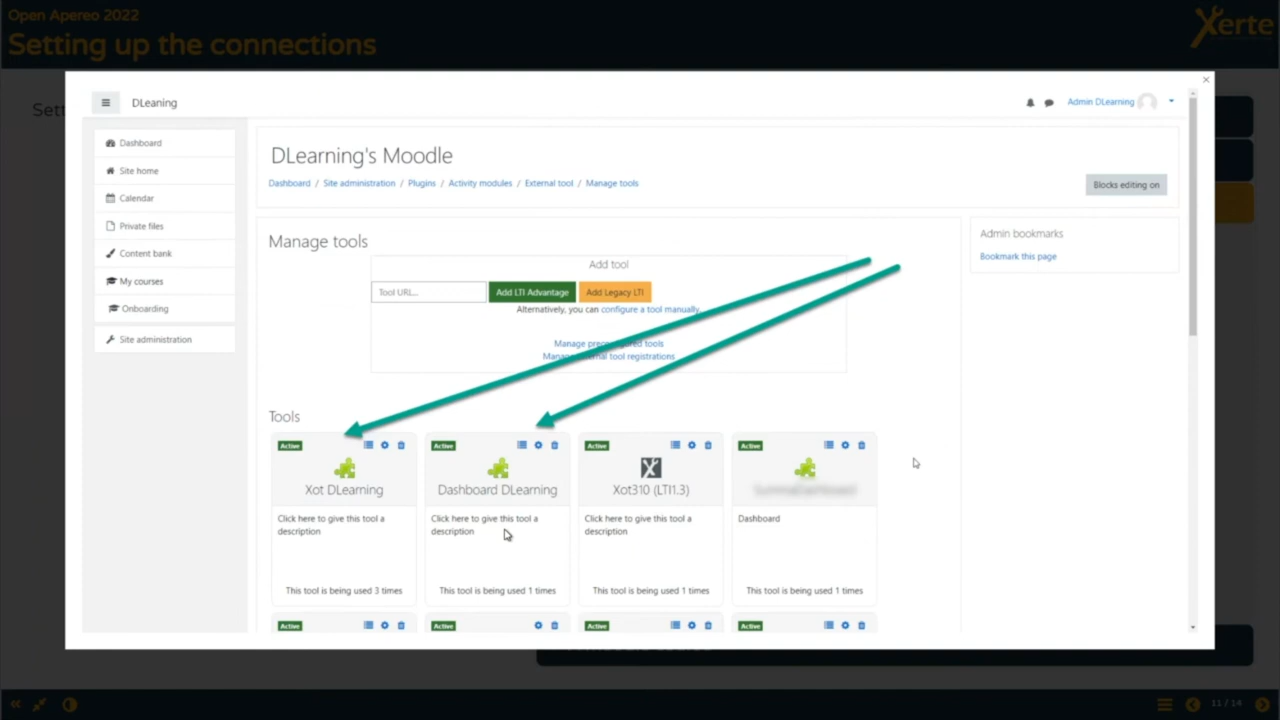 Open Apereo 2022
Setting up the connections
Xerte
DLeaning
Admin DLearning
Dashboard
Site home
Calendar
Private files
Content bank
My courses
Onboarding
Site administration
DLearning's Moodle
Dashboard / Site administration / Plugins / Activity modules / External tool / Manage tools
Blocks editing on
Admin bookmarks
Bookmark this page
Manage tools
Add tool
Tool URL... Add LTI Advantage Add Legacy LTI
Alternatively, you can configure a tool manually.
Manage tools
Manage tool registrations
Tools
Active Active Active Active
Xot DLearning Dashboard DLearning Xot310 (LTI1.3)
Click here to give this tool a Click here to give this tool a Click here to give this tool a Dashboard
description description description
This tool is being used 3 times This tool is being used 1 times This tool is being used 1 times This tool is being used 1 times
Active Active Active Active
11 / 14